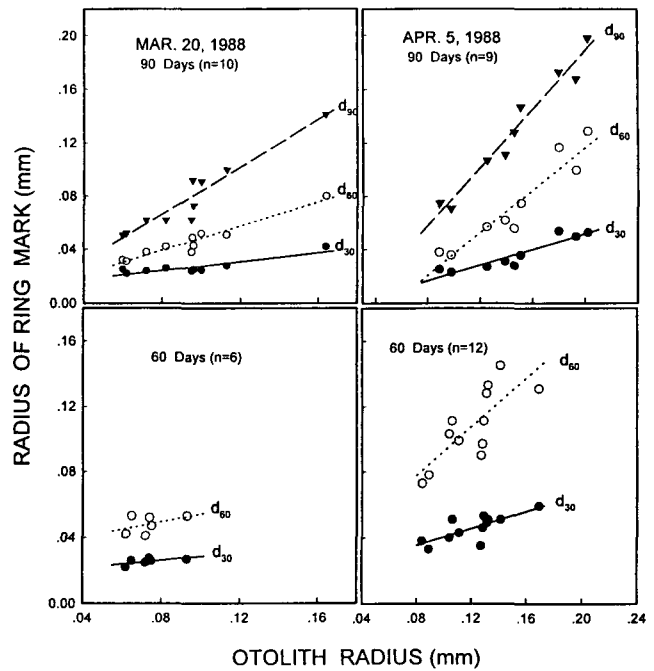 MAR. 20, 1988
90 Days (n=10)
d90
d60
d30
APR. 5, 1988
90 Days (n=9)
d90
d60
d30
.20
.16
.12
.08
.04
0.00
60 Days (n=6)
d60
d30
60 Days (n=12)
d60
d30
.16
.12
.08
.04
0.00
.04
.08
.12
.16
.04
.08
.12
.16
.20
.24
RADIUS OF RING MARK (mm)
OTOLITH RADIUS (mm)